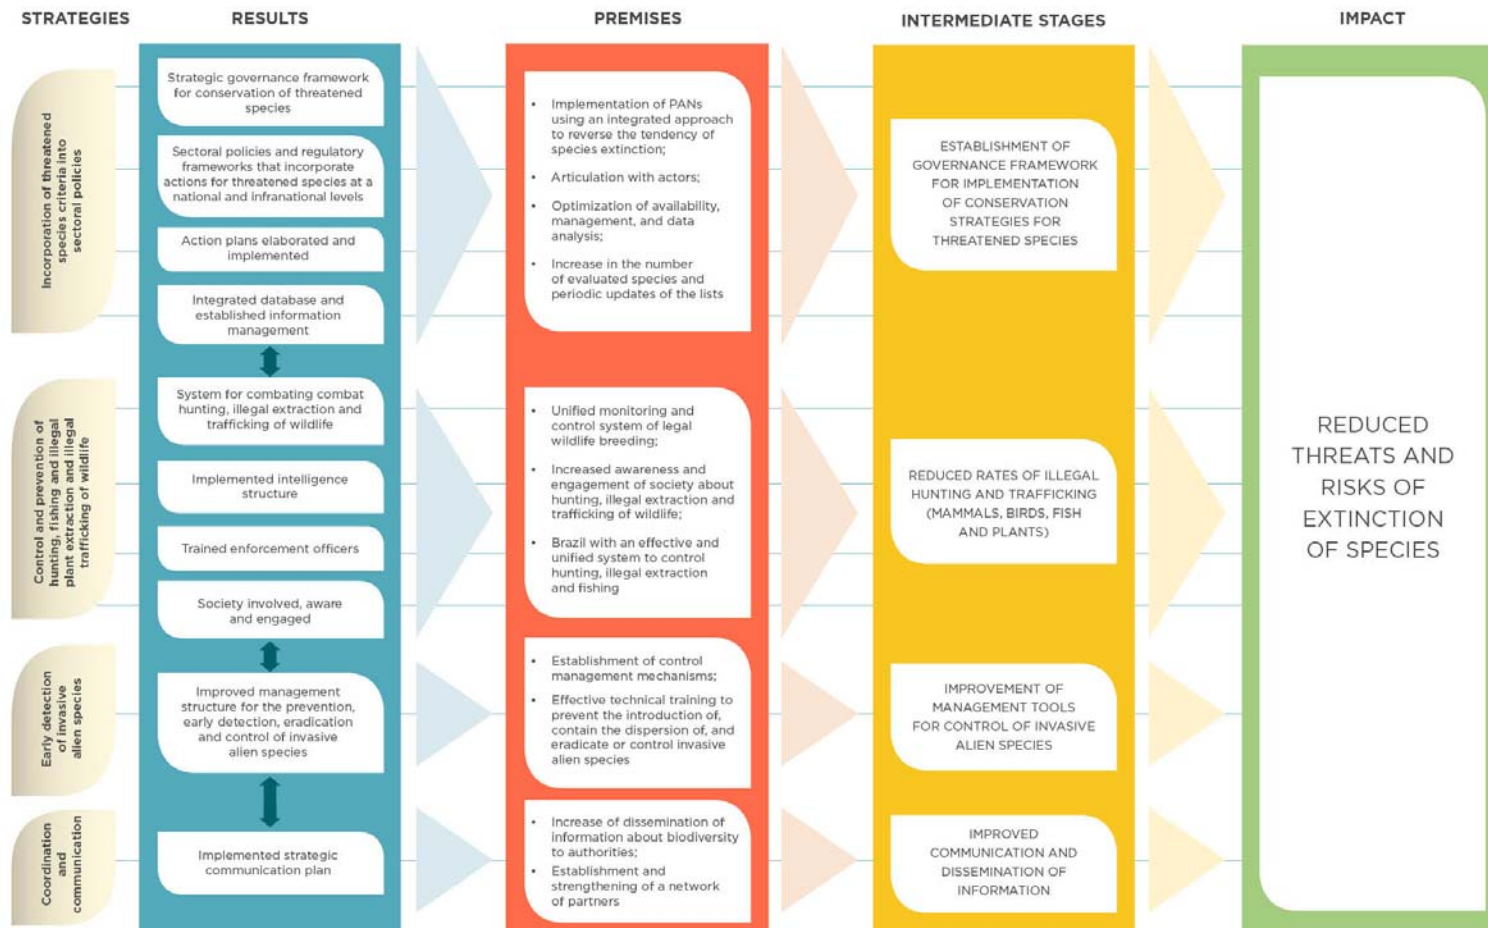 STRATEGIES
RESULTS
PREMISES
INTERMEDIATE STAGES
IMPACT
Incorporation of threatened
species criteria into
sectoral policies
Strategic governance framework
for conservation of threatened
species
Sectoral policies and regulatory
frameworks that incorporate
actions for threatened species at a
national and infranational levels
Action plans elaborated and
implemented
Integrated database and
established information
management
• Implementation of PANs
using an integrated approach
to reverse the tendency of
species extinction;
• Articulation with actors;
• Optimization of availability,
management, and data
analysis;
• Increase in the number
of evaluated species and
periodic updates of the lists
ESTABLISHMENT OF
GOVERNANCE FRAMEWORK
FOR IMPLEMENTATION
OF CONSERVATION
STRATEGIES FOR
THREATENED SPECIES
Control and prevention of
hunting, fishing and illegal
plant extraction and illegal
trafficking of wildlife
System for combating combat
hunting, illegal extraction and
trafficking of wildlife
Implemented intelligence
structure
Trained enforcement officers
Society involved, aware
and engaged
• Unified monitoring and
control system of legal
wildlife breeding;
• Increased awareness and
engagement of society about
hunting, illegal extraction and
trafficking of wildlife;
• Brazil with an effective and
unified system to control
hunting, illegal extraction
and fishing
REDUCED RATES OF ILLEGAL
HUNTING AND TRAFFICKING
(MAMMALS, BIRDS, FISH
AND PLANTS)
Early detection
of invasive
alien species
Improved management
structure for the prevention,
early detection, eradication
and control of invasive
alien species
• Establishment of control
management mechanisms;
• Effective technical training to
prevent the introduction of,
contain the dispersion of, and
eradicate or control invasive
alien species
IMPROVEMENT OF
MANAGEMENT TOOLS
FOR CONTROL OF INVASIVE
ALIEN SPECIES
Coordination
and
communication
Implemented strategic
communication plan
• Increase of dissemination of
information about biodiversity
to authorities;
• Establishment and
strengthening of a network
of partners
IMPROVED
COMMUNICATION AND
DISSEMINATION OF
INFORMATION
REDUCED
THREATS AND
RISKS OF
EXTINCTION
OF SPECIES